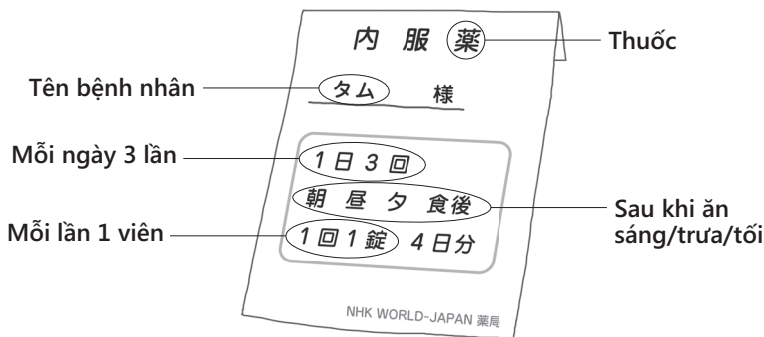 内服薬
Thuốc
Tên bệnh nhân
タム 様
Mỗi ngày 3 lần
1日3回
朝 昼 夕 食後
Sau khi ăn
sáng/trưa/tối
Mỗi lần 1 viên
1回1錠 4日分
NHK WORLD-JAPAN 薬局